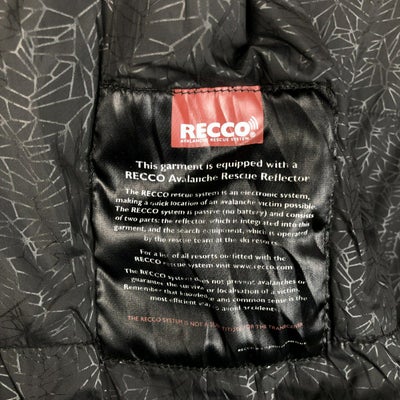 RECCO
AVALANCHE RESCUE SYSTEM
This garment is equipped with a
RECCO Avalanche Rescue Reflector
The RECCO rescue system is an electronic system,
making a quick location of an avalanche victim possible.
The RECCO system is passive (no battery) and consists
of two parts: the reflector, which is integrated into the
garment, and the search equipment, which is operated
by the rescue team at the ski resorts.
For a list of all resorts outfitted with the
RECCO rescue system visit www.recco.com
The RECCO system does not prevent avalanches or
guarantee the survival or localisation of a victim.
Remember that knowledge and common sense is the
most efficient way to avoid accidents.
THE RECCO SYSTEM IS NOT A SUBSTITUTE FOR THE TRANSCEIVER